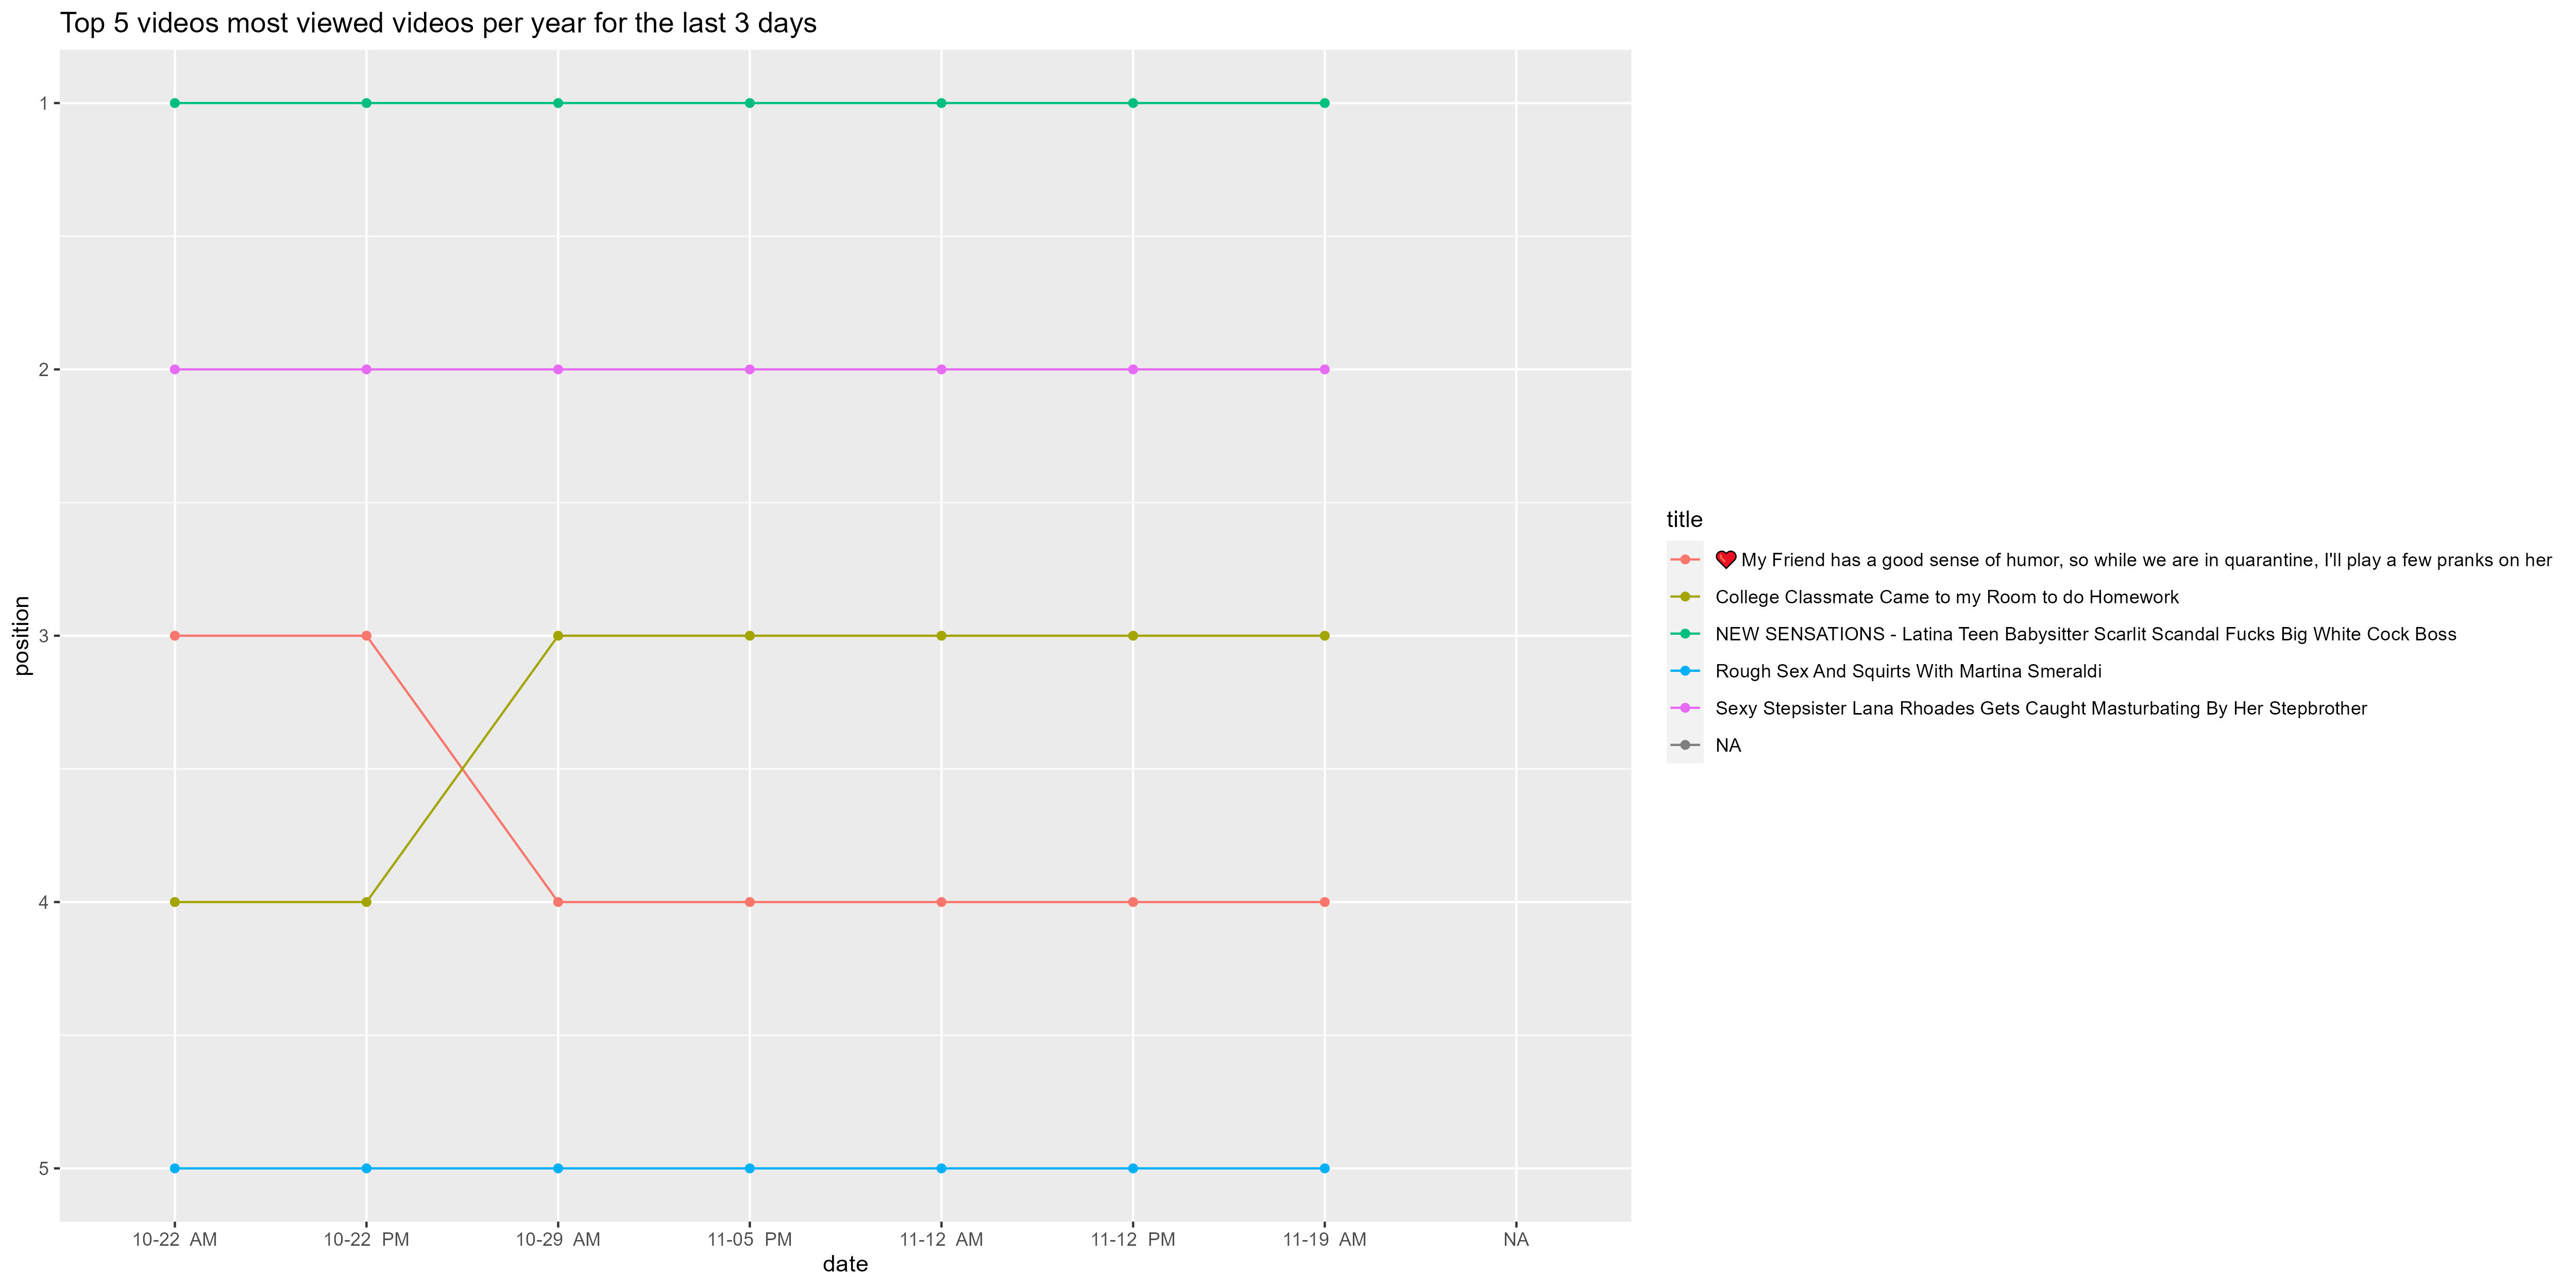 Top 5 videos most viewed videos per year for the last 3 days
position
1
2
3
4
5
10-22 AM
10-22 PM
10-29 AM
11-05 PM
11-12 AM
11-12 PM
11-19 AM
NA
date
title
❤️ My Friend has a good sense of humor, so while we are in quarantine, I'll play a few pranks on her
College Classmate Came to my Room to do Homework
NEW SENSATIONS - Latina Teen Babysitter Scarlit Scandal Fucks Big White Cock Boss
Rough Sex And Squirts With Martina Smeraldi
Sexy Stepsister Lana Rhoades Gets Caught Masturbating By Her Stepbrother
NA